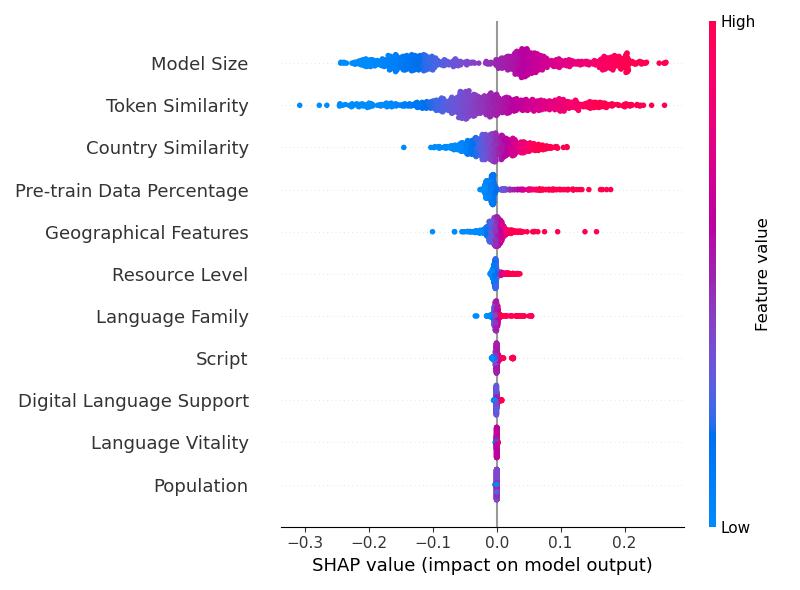 High
Model Size
Token Similarity
Country Similarity
Pre-train Data Percentage
Geographical Features
Resource Level
Language Family
Script
Digital Language Support
Language Vitality
Population
Feature value
Low
−0.3 −0.2 −0.1 0.0 0.1 0.2
SHAP value (impact on model output)